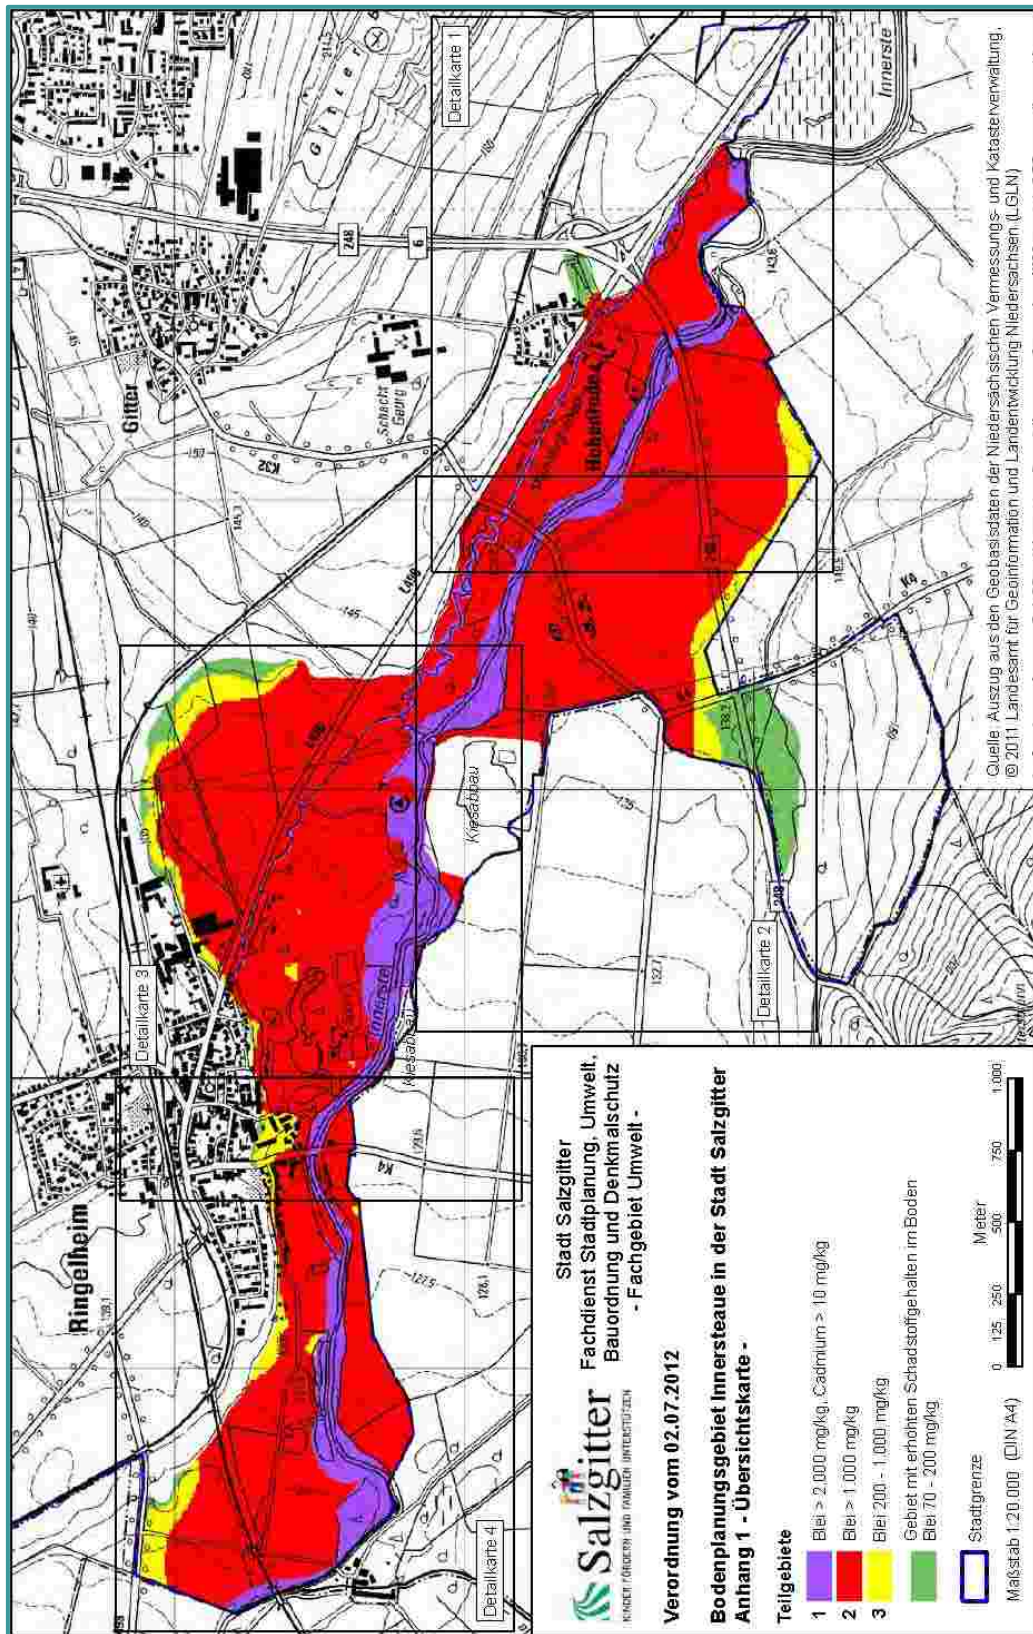 Detailkarte 1
Detailkarte 2
Detailkarte 3
Detailkarte 4
Ringelheim
Gitter
Hohenrode
Schacht
Georg
Innerste
Innerste
Kiesabbau
Kiesabbau
K32
K4
K4
248
6
248
Stadt Salzgitter
Fachdienst Stadtplanung, Umwelt,
Bauordnung und Denkmalschutz
- Fachgebiet Umwelt -
Salzgitter
KINDER FÖRDERN UND FAMILIEN UNTERSTÜTZEN
Verordnung vom 02.07.2012
Bodenplanungsgebiet Innersteaue in der Stadt Salzgitter
Anhang 1 - Übersichtskarte -
Teilgebiete
1 Blei > 2.000 mg/kg, Cadmium > 10 mg/kg
2 Blei > 1.000 mg/kg
3 Blei 200 - 1.000 mg/kg
Gebiet mit erhöhten Schadstoffgehalten im Boden
Blei 70 - 200 mg/kg
Stadtgrenze
Maßstab 1:20.000 (DIN A4)
0 125 250 500 750 1.000
Meter
Quelle: Auszug aus den Geobasisdaten der Niedersächsischen Vermessungs- und Katasterverwaltung,
© 2011 Landesamt für Geoinformation und Landentwicklung Niedersachsen (LGLN)